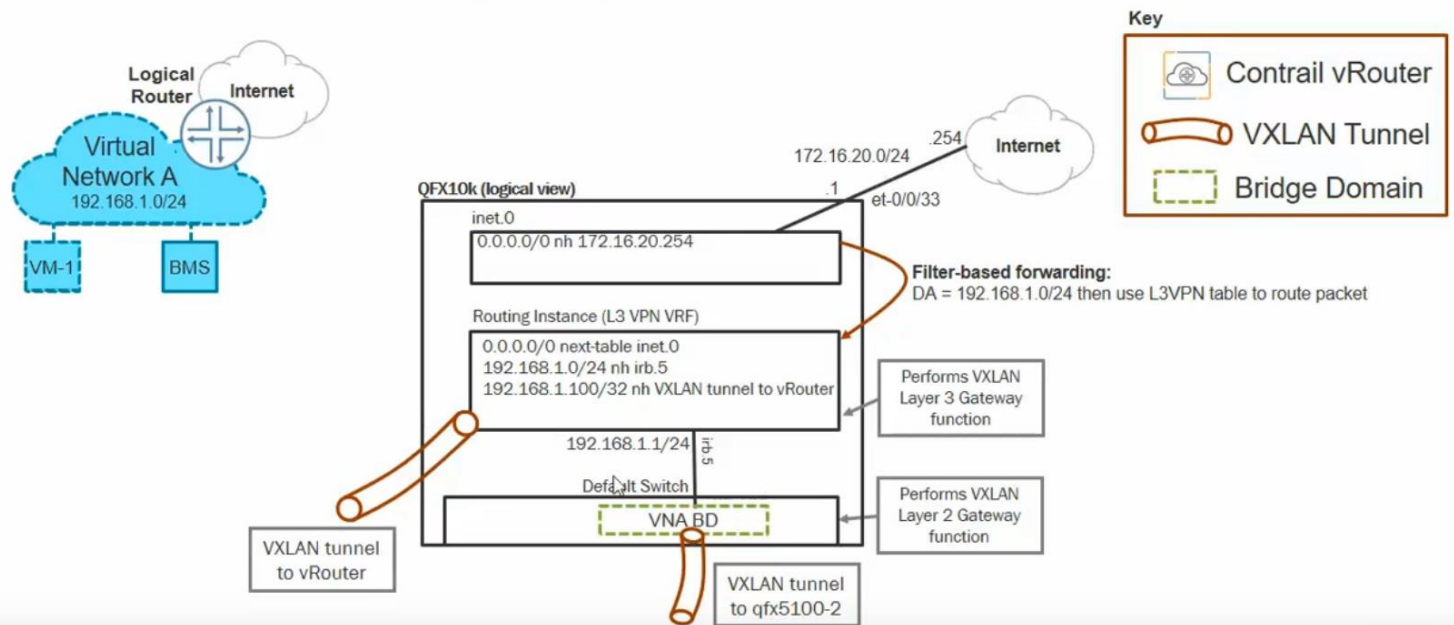 Key
Contrail vRouter
VXLAN Tunnel
Bridge Domain
Logical
Router
Internet
Virtual
Network A
192.168.1.0/24
VM-1
BMS
Internet
.254
172.16.20.0/24
.1
et-0/0/33
QFX10k (logical view)
inet.0
0.0.0.0/0 nh 172.16.20.254
Filter-based forwarding:
DA = 192.168.1.0/24 then use L3VPN table to route packet
Routing Instance (L3 VPN VRF)
0.0.0.0/0 next-table inet.0
192.168.1.0/24 nh irb.5
192.168.1.100/32 nh VXLAN tunnel to vRouter
Performs VXLAN
Layer 3 Gateway
function
192.168.1.1/24
irb.5
Default Switch
VNA BD
Performs VXLAN
Layer 2 Gateway
function
VXLAN tunnel
to vRouter
VXLAN tunnel
to qfx5100-2